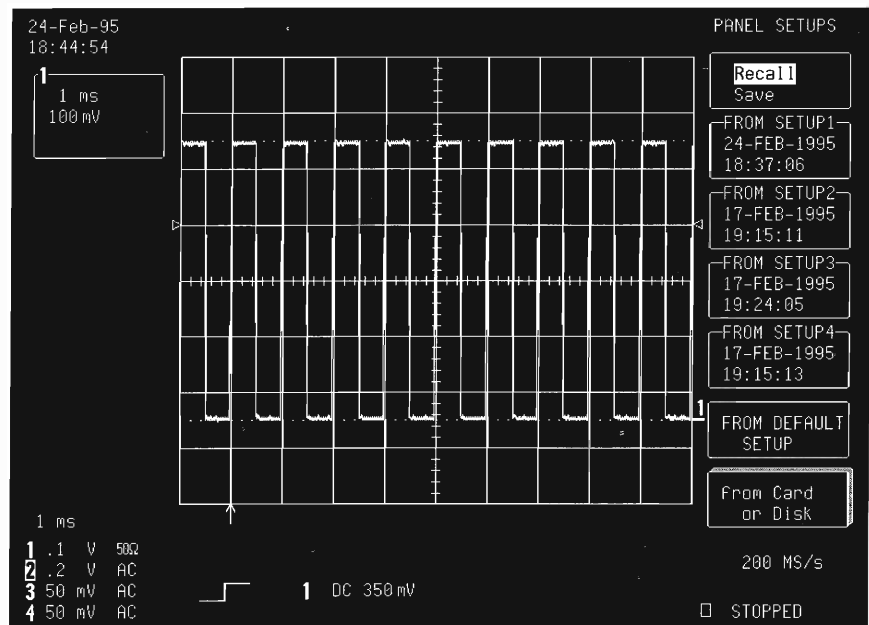 24-Feb-95
18:44:54
1
1 ms
100 mV
PANEL SETUPS
Recall
Save
FROM SETUP1
24-FEB-1995
18:37:06
FROM SETUP2
17-FEB-1995
19:15:11
FROM SETUP3
17-FEB-1995
19:24:05
FROM SETUP4
17-FEB-1995
19:15:13
1
FROM DEFAULT
SETUP
From Card
or Disk
1 ms
1 .1 V 50Ω
2 .2 V AC
3 50 mV AC
4 50 mV AC
1 DC 350 mV
200 MS/s
STOPPED